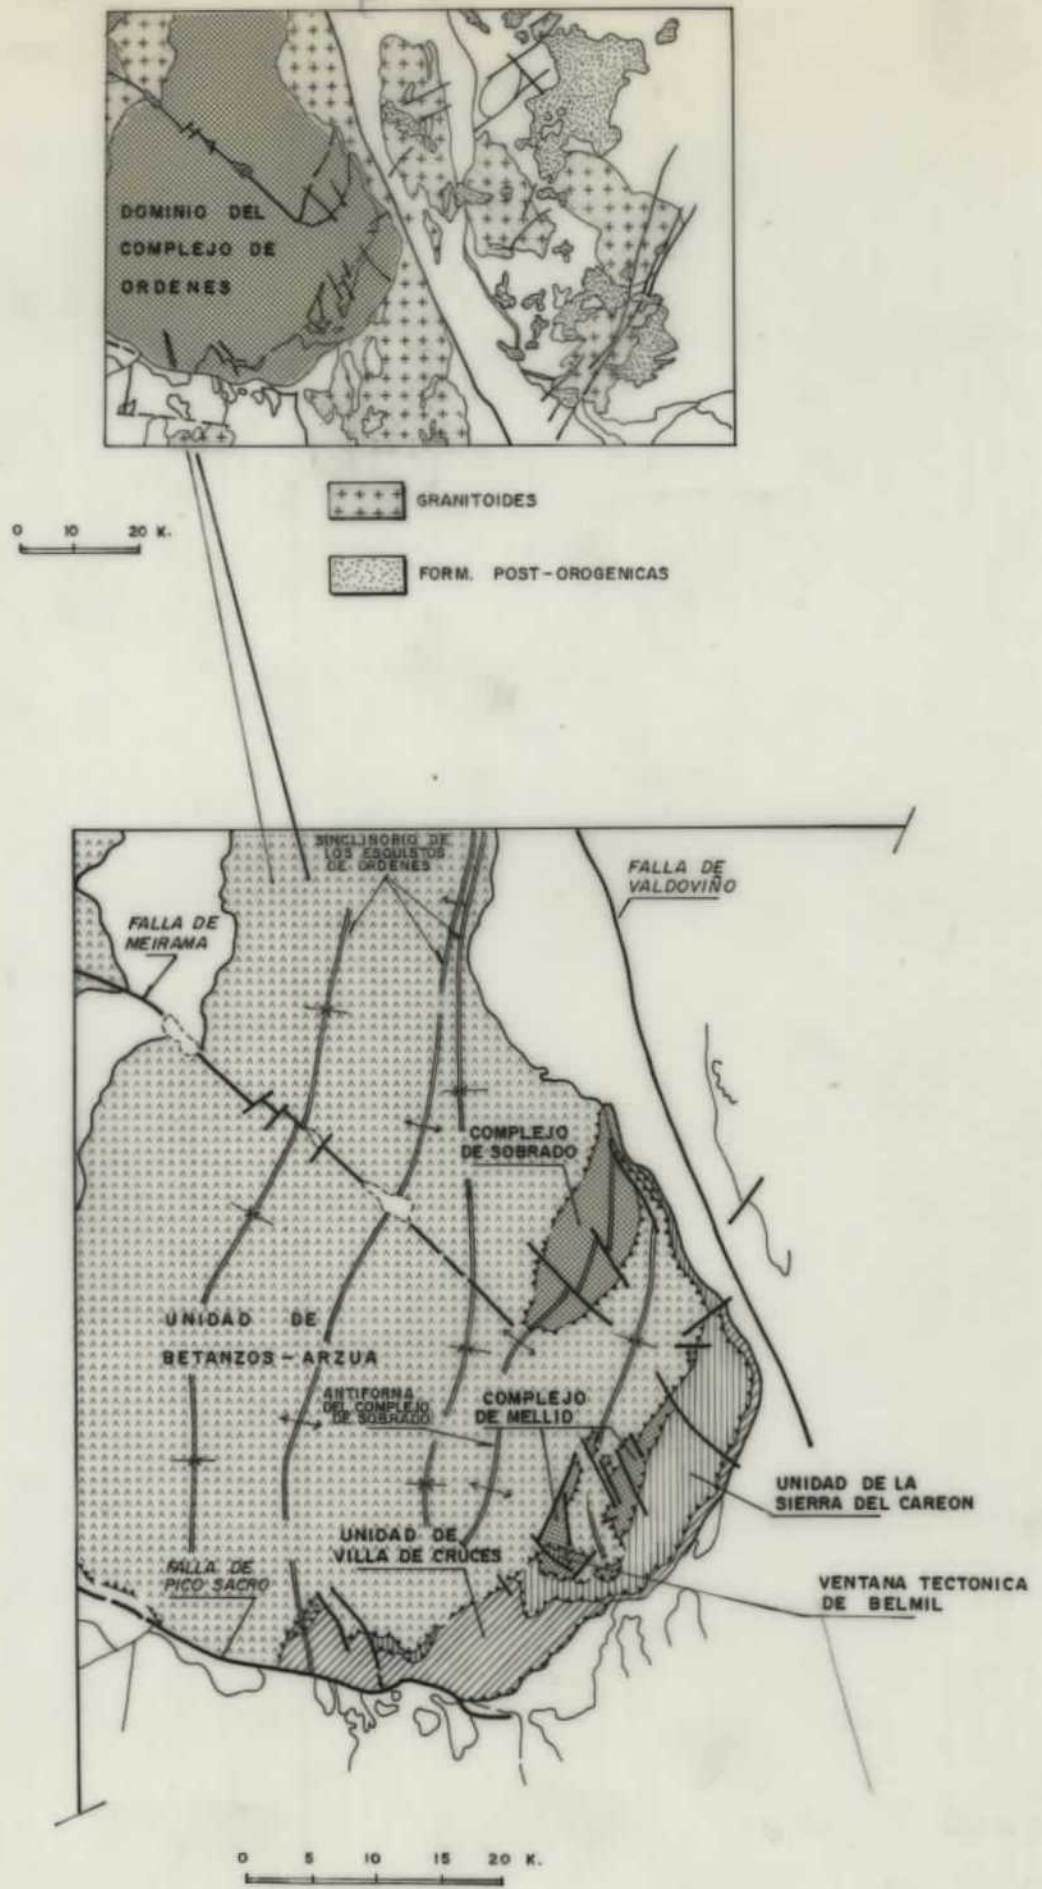 DOMINIO DEL
COMPLEJO DE
ORDENES
GRANITOIDES
0 10 20 K.
FORM. POST-OROGENICAS
SINCLINORIO DE
LOS ESQUISTOS
DE ORDENES
FALLA DE
VALDOVIÑO
FALLA DE
MEIRAMA
COMPLEJO
DE SOBRADO
UNIDAD DE
BETANZOS-ARZUA
ANTIFORNA
DEL COMPLEJO
DE SOBRADO
COMPLEJO
DE MELLID
UNIDAD DE LA
SIERRA DEL CAREON
UNIDAD DE
VILLA DE CRUCES
FALLA DE
PICO SACRO
VENTANA TECTONICA
DE BELMIL
0 5 10 15 20 K.